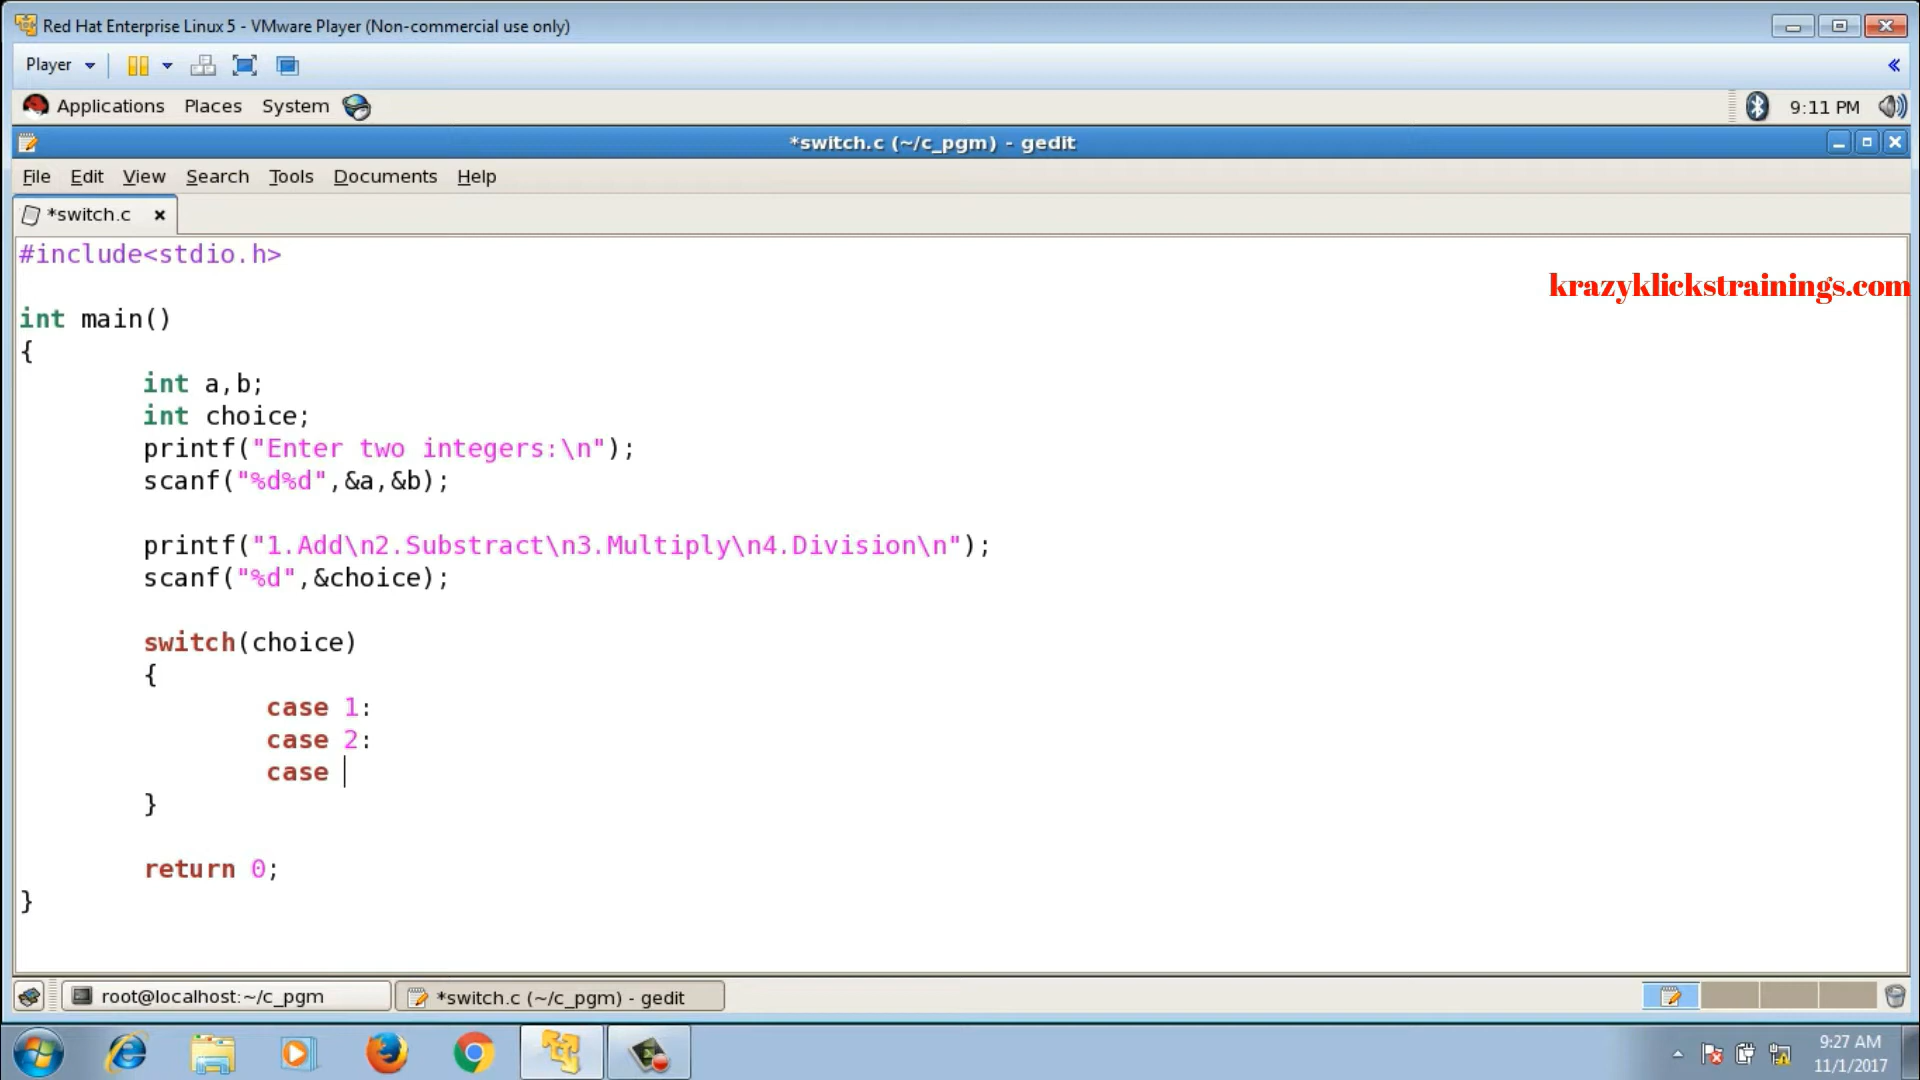 Red Hat Enterprise Linux 5 - VMware Player (Non-commercial use only)
Player
Applications Places System
9:11 PM
*switch.c (~/c_pgm) - gedit
File Edit View Search Tools Documents Help
*switch.c
#include<stdio.h>
krazyklickstrainings.com
int main()
{
int a,b;
int choice;
printf("Enter two integers:\n");
scanf("%d%d",&a,&b);
printf("1.Add\n2.Substract\n3.Multiply\n4.Division\n");
scanf("%d",&choice);
switch(choice)
{
case 1:
case 2:
case
}
return 0;
}
root@localhost:~/c_pgm
*switch.c (~/c_pgm) - gedit
9:27 AM
11/1/2017